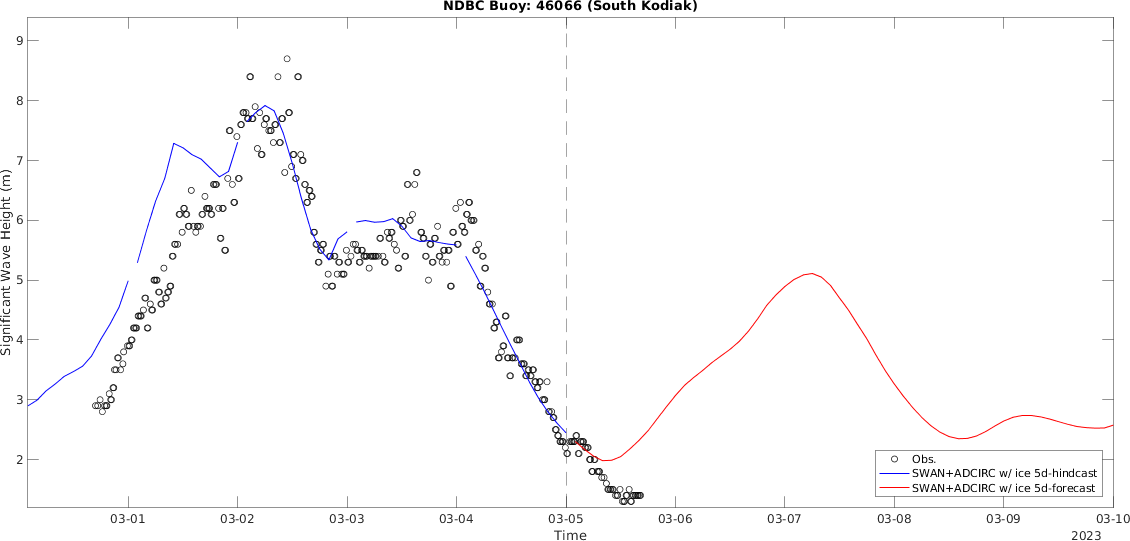 NDBC Buoy: 46066 (South Kodiak)
Significant Wave Height (m)
9
8
7
6
5
4
3
2
Obs.
SWAN+ADCIRC w/ ice 5d-hindcast
SWAN+ADCIRC w/ ice 5d-forecast
03-01 03-02 03-03 03-04 03-05 03-06 03-07 03-08 03-09 03-10
Time
2023